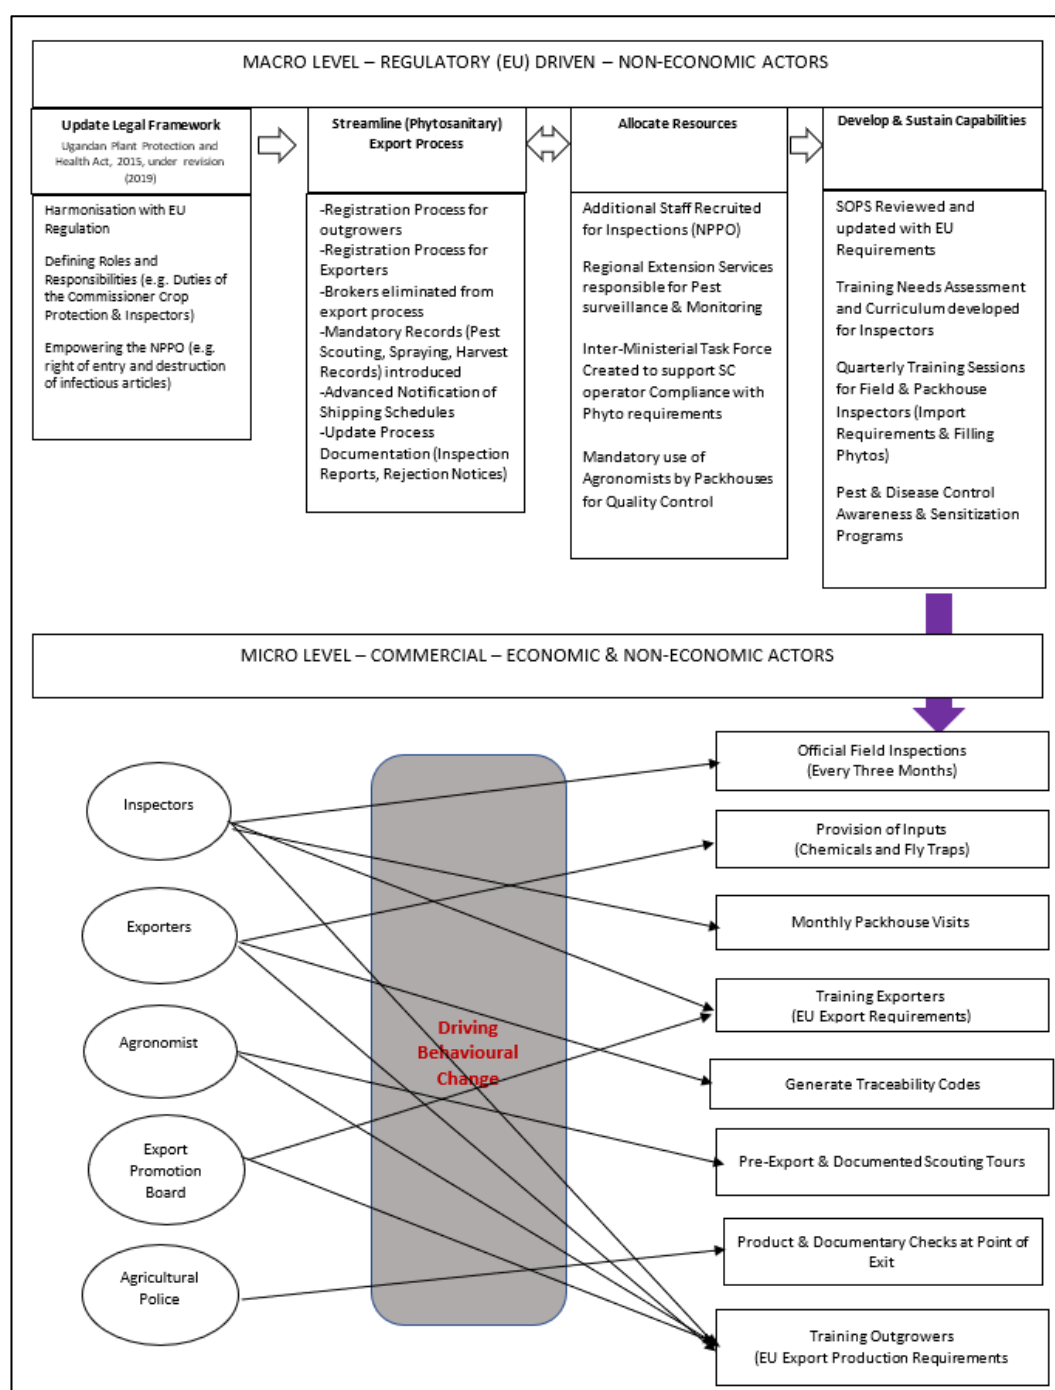 MACRO LEVEL – REGULATORY (EU) DRIVEN – NON-ECONOMIC ACTORS
Update Legal Framework
Ugandan Plant Protection and
Health Act, 2015, under revision
(2019)
Harmonisation with EU
Regulation
Defining Roles and
Responsibilities (e.g. Duties of
the Commissioner Crop
Protection & Inspectors)
Empowering the NPPO (e.g.
right of entry and destruction
of infectious articles)
Streamline (Phytosanitary)
Export Process
-Registration Process for
outgrowers
-Registration Process for
Exporters
-Brokers eliminated from
export process
-Mandatory Records (Pest
Scouting, Spraying, Harvest
Records) introduced
-Advanced Notification of
Shipping Schedules
-Update Process
Documentation (Inspection
Reports, Rejection Notices)
Allocate Resources
Additional Staff Recruited
for Inspections (NPPO)
Regional Extension Services
responsible for Pest
surveillance & Monitoring
Inter-Ministerial Task Force
Created to support SC
operator Compliance with
Phyto requirements
Mandatory use of
Agronomists by Packhouses
for Quality Control
Develop & Sustain Capabilities
SOPS Reviewed and
updated with EU
Requirements
Training Needs Assessment
and Curriculum developed
for Inspectors
Quarterly Training Sessions
for Field & Packhouse
Inspectors (Import
Requirements & Filling
Phytos)
Pest & Disease Control
Awareness & Sensitization
Programs
MICRO LEVEL – COMMERCIAL – ECONOMIC & NON-ECONOMIC ACTORS
Inspectors
Exporters
Agronomist
Export
Promotion
Board
Agricultural
Police
Driving
Behavioural
Change
Official Field Inspections
(Every Three Months)
Provision of Inputs
(Chemicals and Fly Traps)
Monthly Packhouse Visits
Training Exporters
(EU Export Requirements)
Generate Traceability Codes
Pre-Export & Documented Scouting Tours
Product & Documentary Checks at Point of
Exit
Training Outgrowers
(EU Export Production Requirements